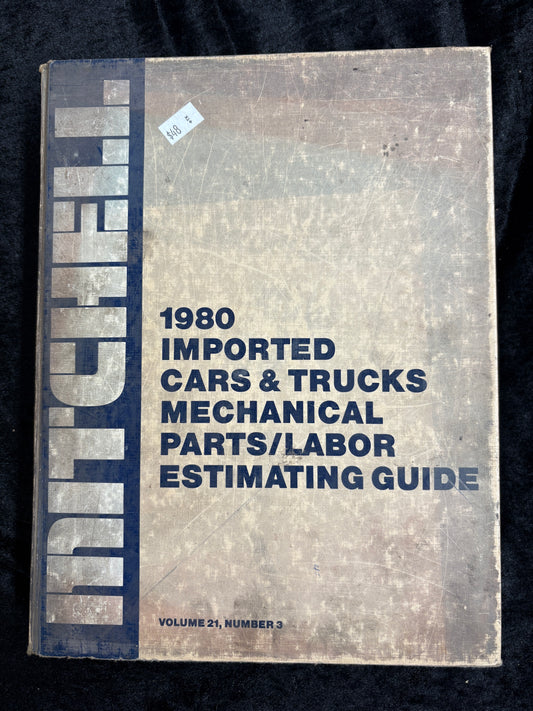 MITCHELL
$48
1980
IMPORTED
CARS & TRUCKS
MECHANICAL
PARTS/LABOR
ESTIMATING GUIDE
VOLUME 21, NUMBER 3